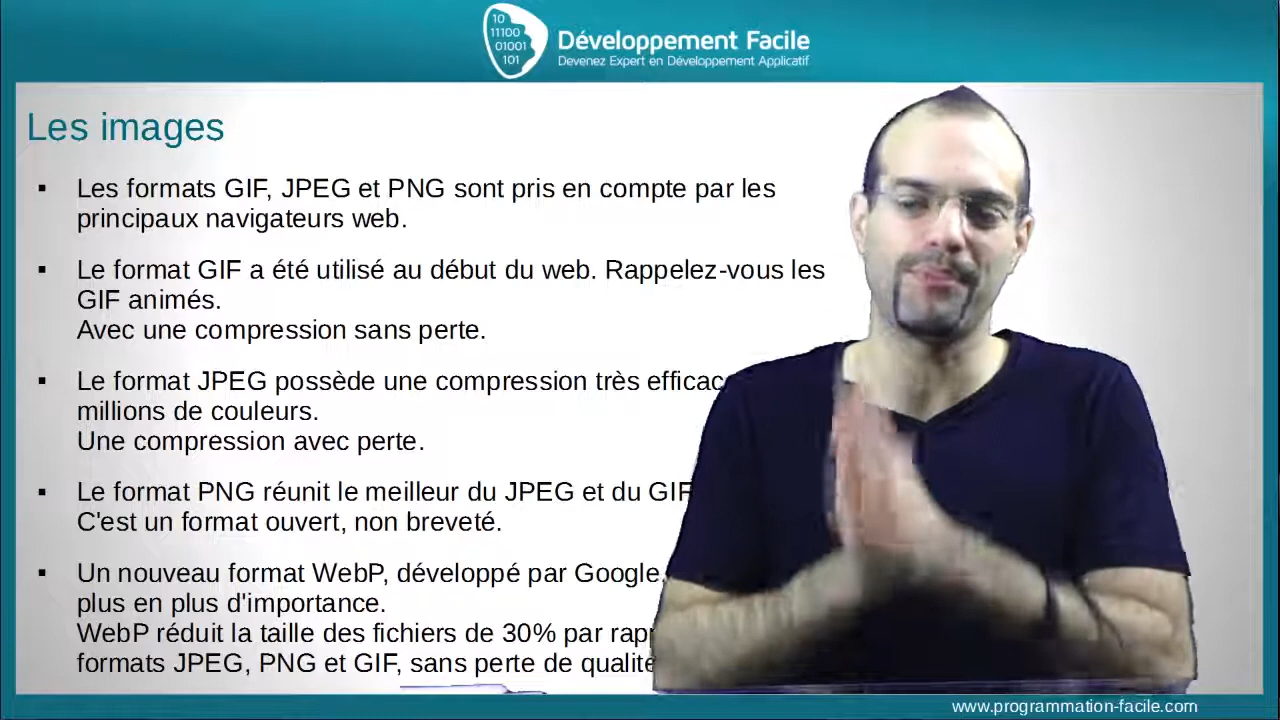 10
11100
01001
101
Développement Facile
Devenez Expert en Développement Applicatif
Les images
Les formats GIF, JPEG et PNG sont pris en compte par les
principaux navigateurs web.
Le format GIF a été utilisé au début du web. Rappelez-vous les
GIF animés.
Avec une compression sans perte.
Le format JPEG possède une compression très efficac
millions de couleurs.
Une compression avec perte.
Le format PNG réunit le meilleur du JPEG et du GIF
C'est un format ouvert, non breveté.
Un nouveau format WebP, développé par Google,
plus en plus d'importance.
WebP réduit la taille des fichiers de 30% par rapp
formats JPEG, PNG et GIF, sans perte de qualité
www.programmation-facile.com